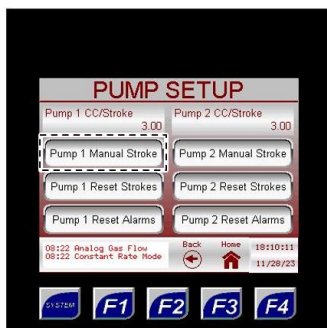 PUMP SETUP
Pump 1 CC/Stroke
3.00
Pump 2 CC/Stroke
3.00
Pump 1 Manual Stroke
Pump 2 Manual Stroke
Pump 1 Reset Strokes
Pump 2 Reset Strokes
Pump 1 Reset Alarms
Pump 2 Reset Alarms
08:22 Analog Gas Flow
08:22 Constant Rate Mode
Back
Home
18:10:11
11/28/23
SYSTEM
F1
F2
F3
F4